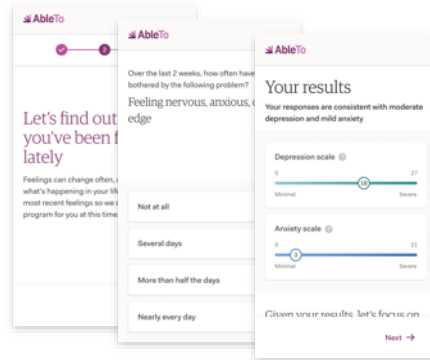 AbleTo
2
Let's find out
you've been f
lately
Feelings can change often,
what's happening in your life
most recent feelings so we c
program for you at this time
AbleTo
Over the last 2 weeks, how often have
bothered by the following problem?
Feeling nervous, anxious, o
edge
Not at all
Several days
More than half the days
Nearly every day
AbleTo
Your results
Your responses are consistent with moderate
depression and mild anxiety
Depression scale
0 27
18
Minimal Severe
Anxiety scale
0 21
3
Minimal Severe
Given your results, let's focus on
Next →